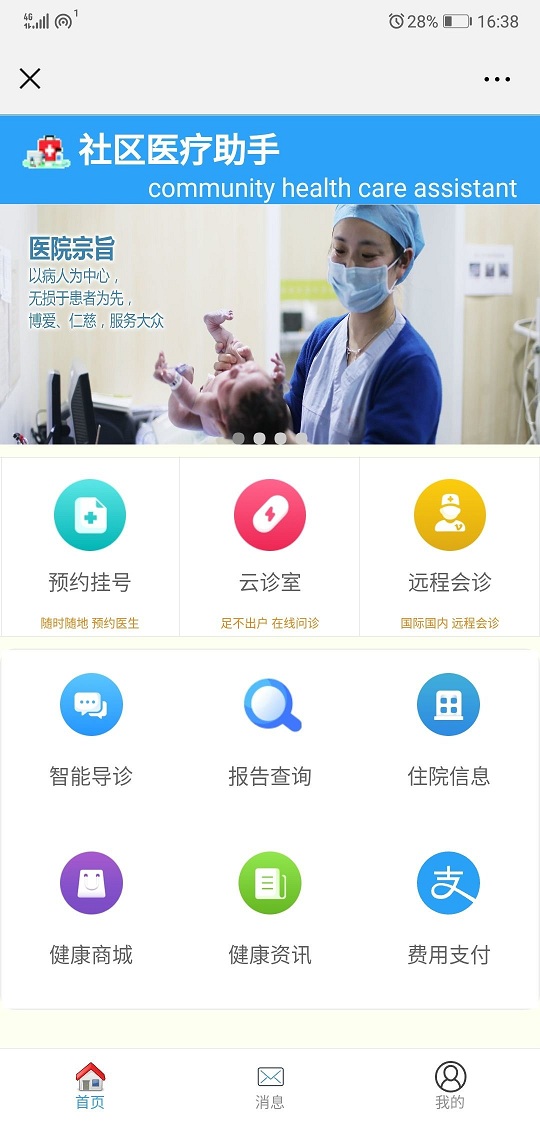 4G
1
28%
16:38
社区医疗助手
community health care assistant
医院宗旨
以病人为中心，
无损于患者为先，
博爱、仁慈，服务大众
预约挂号
云诊室
远程会诊
随时随地 预约医生
足不出户 在线问诊
国际国内 远程会诊
智能导诊
报告查询
住院信息
支
健康商城
健康资讯
费用支付
首页
消息
我的